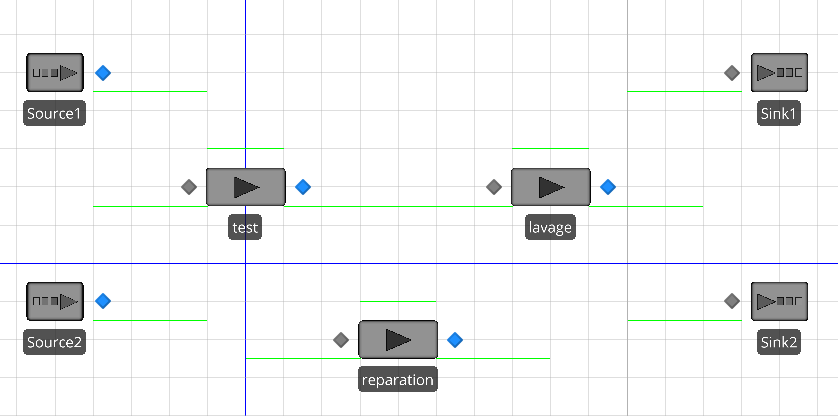 Source1
Sink1
test
lavage
Source2
Sink2
reparation